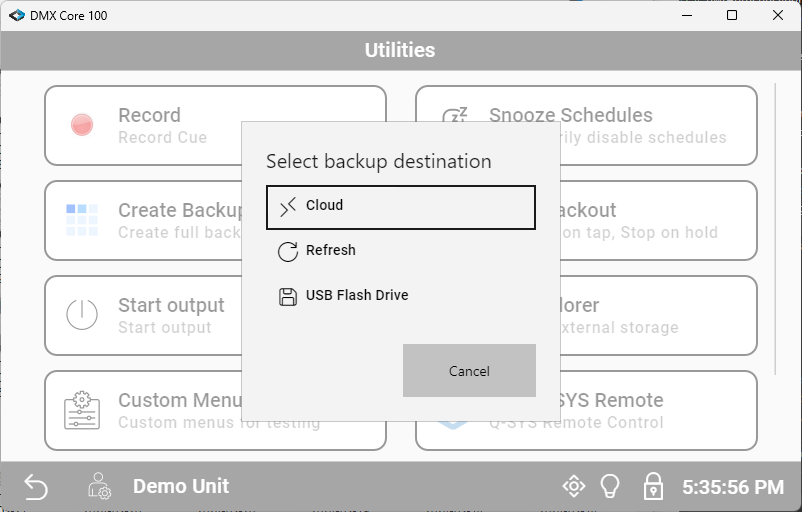 DMX Core 100
Utilities
Record
Record Cue
Snooze Schedules
rily disable schedules
Select backup destination
Cloud
Refresh
USB Flash Drive
Cancel
Create Backup
Create full back
ackout
on tap, Stop on hold
Start output
Start output
lorer
xternal storage
Custom Menu
Custom menus for testing
SYS Remote
Q-SYS Remote Control
Demo Unit
5:35:56 PM